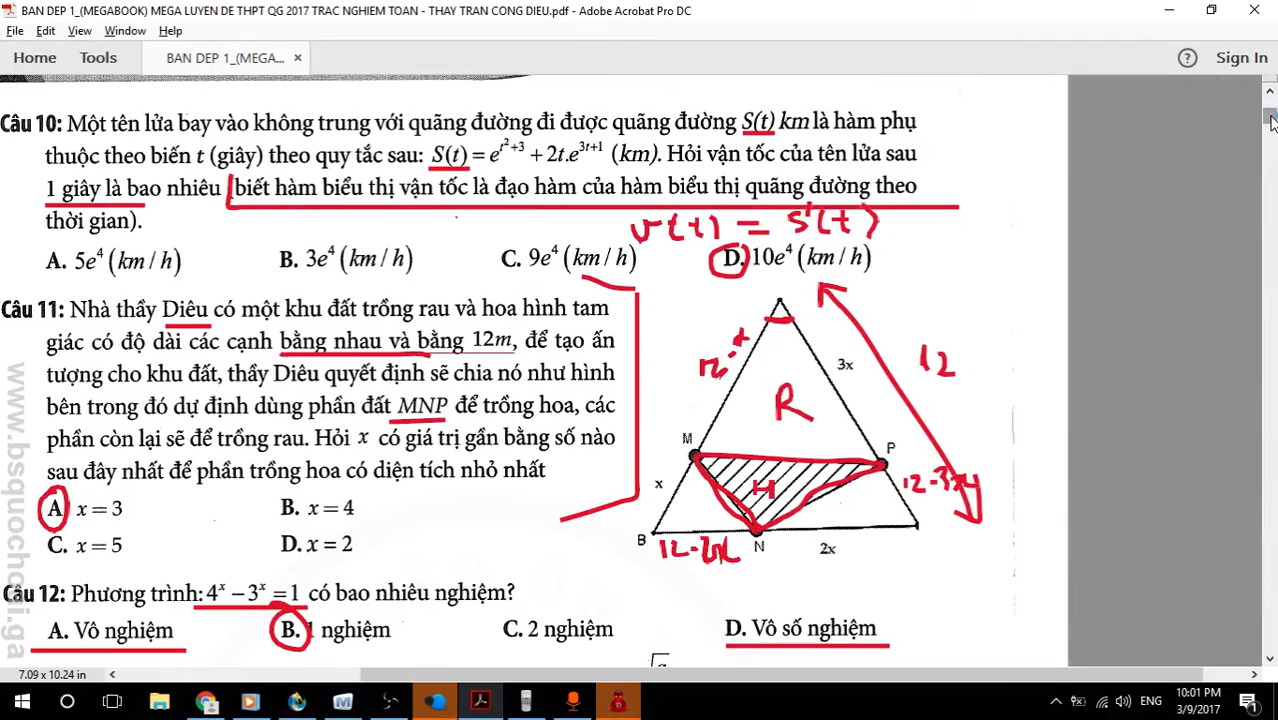 BAN DEP 1_(MEGABOOK) MEGA LUYEN DE THPT QG 2017 TRAC NGHIEM TOAN - THAY TRAN CONG DIEU.pdf - Adobe Acrobat Pro DC
File Edit View Window Help
Home Tools BAN DEP 1_(MEGA... × ? Sign In
Câu 10: Một tên lửa bay vào không trung với quãng đường đi được quãng đường S(t) km là hàm phụ
thuộc theo biến t (giây) theo quy tắc sau: S(t) = e^{t²+3} + 2t.e^{3t+1} (km). Hỏi vận tốc của tên lửa sau
1 giây là bao nhiêu (biết hàm biểu thị vận tốc là đạo hàm của hàm biểu thị quãng đường theo
thời gian).
v(t) = S'(t)
A. 5e⁴ (km / h) B. 3e⁴ (km / h) C. 9e⁴ (km / h) D. 10e⁴ (km / h)
Câu 11: Nhà thầy Diêu có một khu đất trồng rau và hoa hình tam
giác có độ dài các cạnh bằng nhau và bằng 12m, để tạo ấn
tượng cho khu đất, thầy Diêu quyết định sẽ chia nó như hình
bên trong đó dự định dùng phần đất MNP để trồng hoa, các
phần còn lại sẽ để trồng rau. Hỏi x có giá trị gần bằng số nào
sau đây nhất để phần trồng hoa có diện tích nhỏ nhất
A x = 3 B. x = 4
C. x = 5 D. x = 2
12-x 3x 12
R
M P
x H 12-3x
B 12-2x N 2x
Câu 12: Phương trình: 4ˣ − 3ˣ = 1 có bao nhiêu nghiệm?
A. Vô nghiệm B. 1 nghiệm C. 2 nghiệm D. Vô số nghiệm
www.bsquochoai.ga
7.09 x 10.24 in
ENG 10:01 PM
3/9/2017